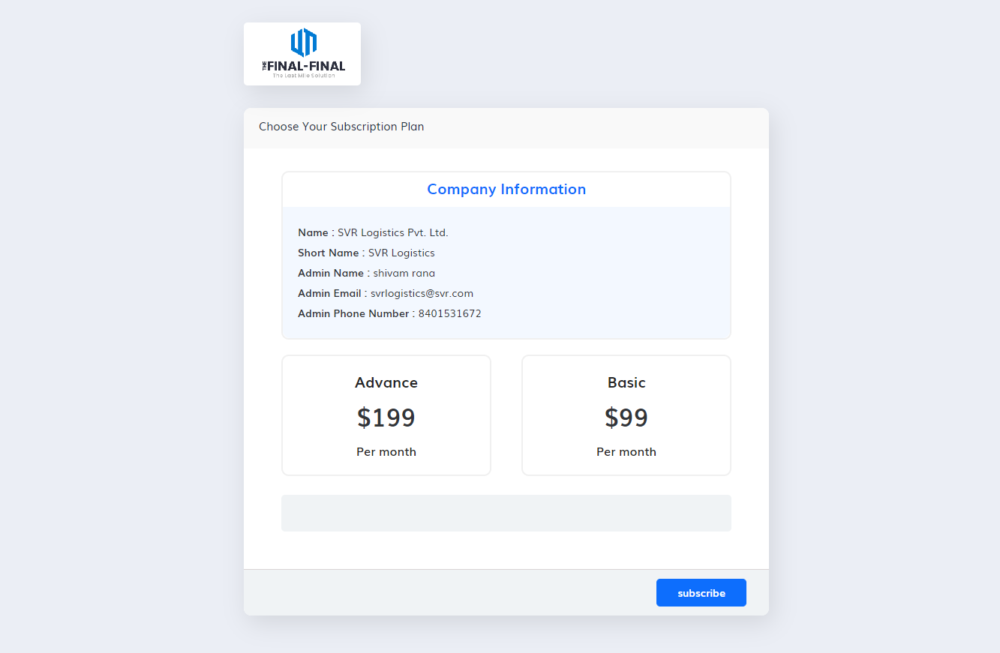 THE FINAL-FINAL
The Last Mile Solution
Choose Your Subscription Plan
Company Information
Name : SVR Logistics Pvt. Ltd.
Short Name : SVR Logistics
Admin Name : shivam rana
Admin Email : svrlogistics@svr.com
Admin Phone Number : 8401531672
Advance
$199
Per month
Basic
$99
Per month
subscribe